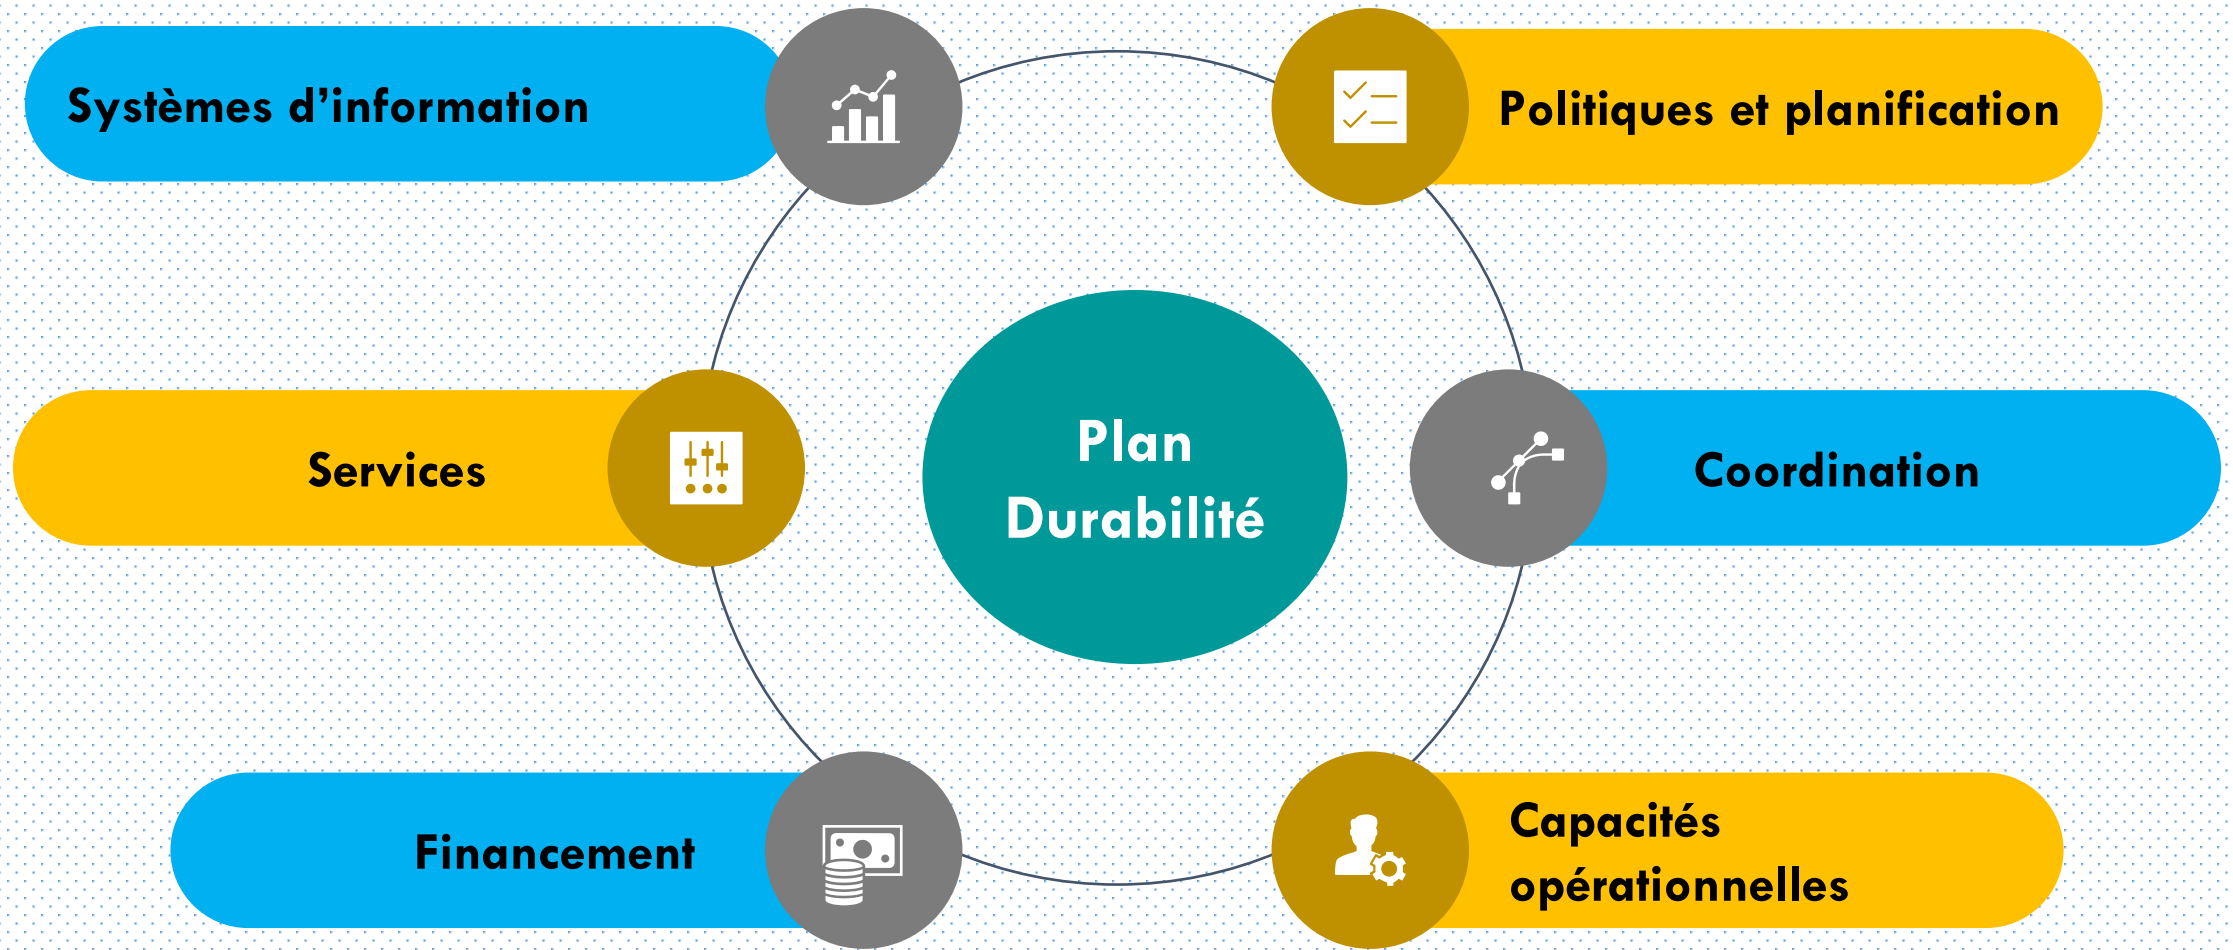 Systèmes d’information
Politiques et planification
Services
Plan
Durabilité
Coordination
Financement
Capacités
opérationnelles